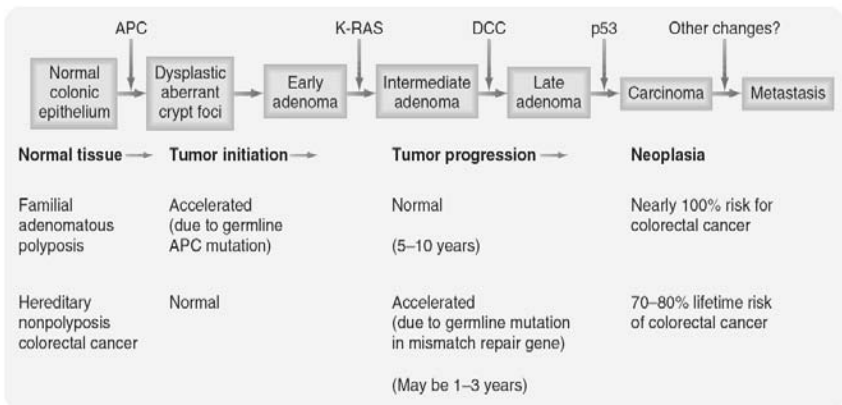 APC K-RAS DCC p53 Other changes?
Normal colonic epithelium
Dysplastic aberrant crypt foci
Early adenoma
Intermediate adenoma
Late adenoma
Carcinoma
Metastasis
Normal tissue Tumor initiation Tumor progression Neoplasia
Familial
adenomatous
polyposis
Accelerated
(due to germline
APC mutation)
Normal
(5–10 years)
Nearly 100% risk for
colorectal cancer
Hereditary
nonpolyposis
colorectal cancer
Normal
Accelerated
(due to germline mutation
in mismatch repair gene)
(May be 1–3 years)
70–80% lifetime risk
of colorectal cancer